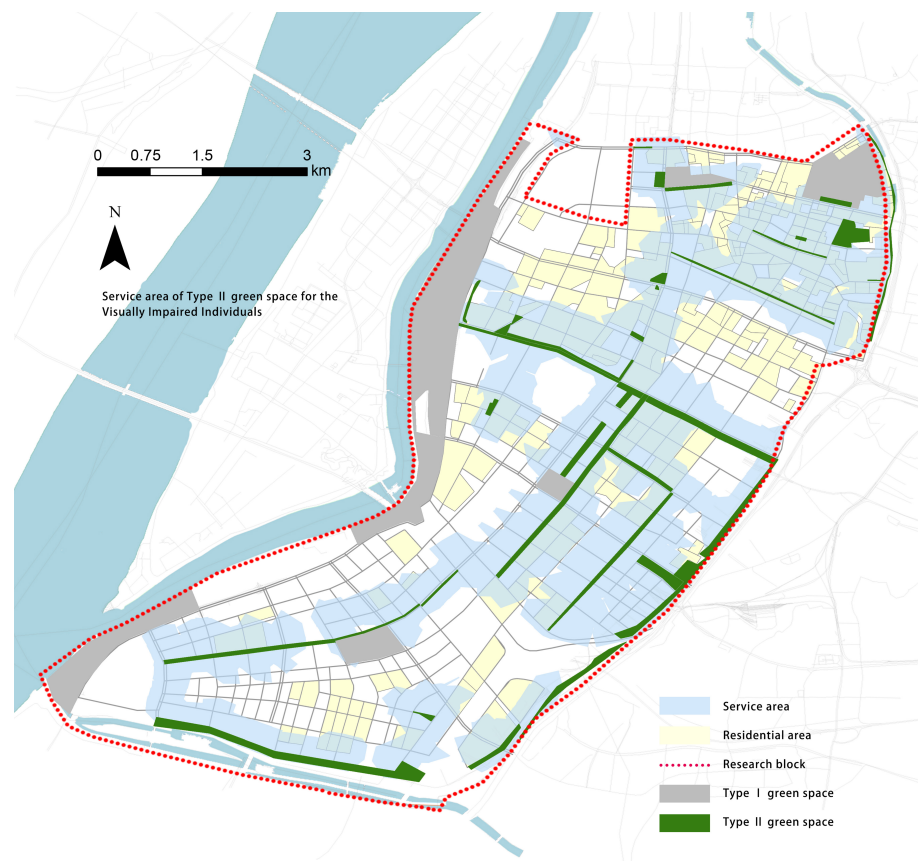 0 0.75 1.5 3
km
N
Service area of Type Ⅱ green space for the
Visually Impaired Individuals
Service area
Residential area
Research block
Type Ⅰ green space
Type Ⅱ green space